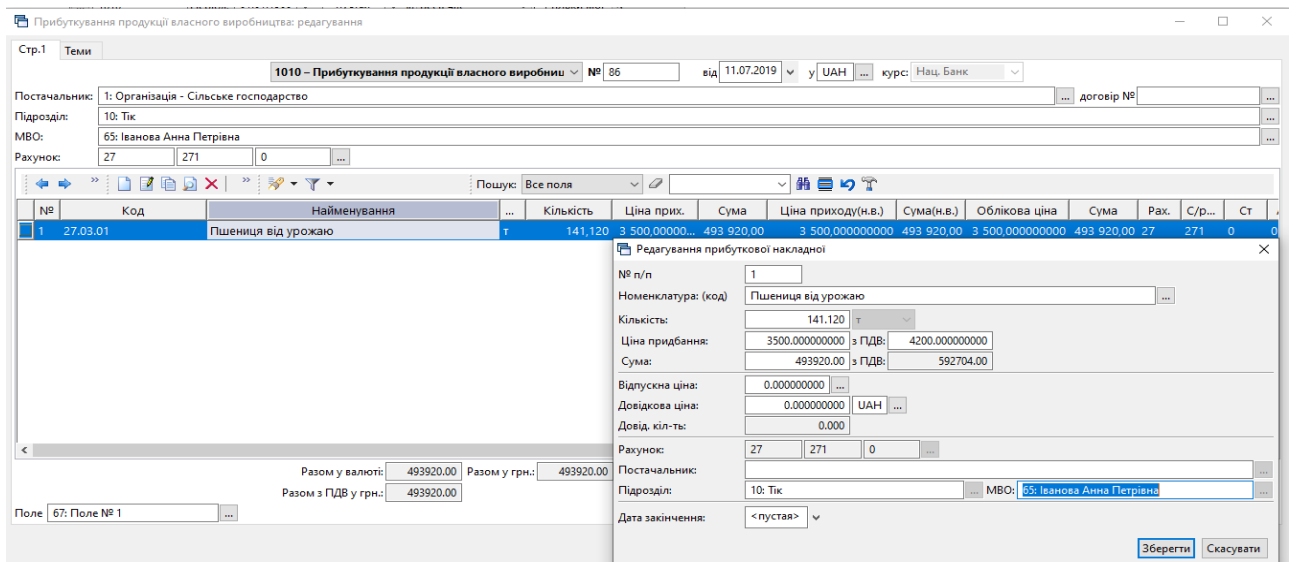 Прибуткування продукції власного виробництва: редагування
Стр.1 Теми
1010 – Прибуткування продукції власного виробниц № 86 від 11.07.2019 у UAH ... курс: Нац. Банк
Постачальник: 1: Організація - Сільське господарство ... договір № ...
Підрозділ: 10: Тік ...
МВО: 65: Іванова Анна Петрівна ...
Рахунок: 27 271 0 ...
Пошук: Все поля
№ Код Найменування ... Кількість Ціна прих. Сума Ціна приходу(н.в.) Сума(н.в.) Облікова ціна Сума Рах. С/р... Ст
1 27.03.01 Пшениця від урожаю т 141,120 3 500,00000... 493 920,00 3 500,000000000 493 920,00 3 500,000000000 493 920,00 27 271 0 0
Редагування прибуткової накладної
№ п/п 1
Номенклатура: (код) Пшениця від урожаю ...
Кількість: 141.120 т
Ціна придбання: 3500.000000000 з ПДВ: 4200.000000000
Сума: 493920.00 з ПДВ: 592704.00
Відпускна ціна: 0.000000000 ...
Довідкова ціна: 0.000000000 UAH ...
Довід. кіл-ть: 0.000
Рахунок: 27 271 0 ...
Постачальник: ...
Підрозділ: 10: Тік ... МВО: 65: Іванова Анна Петрівна ...
Дата закінчення: <пустая>
Зберегти Скасувати
Разом у валюті: 493920.00 Разом у грн.: 493920.00
Разом з ПДВ у грн.: 493920.00
Поле 67: Поле № 1 ...